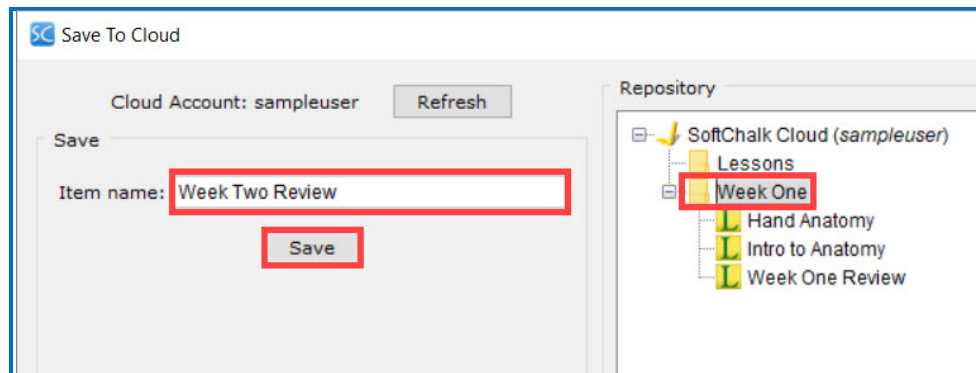 SC Save To Cloud
Cloud Account: sampleuser Refresh
Save
Item name: Week Two Review
Save
Repository
SoftChalk Cloud (sampleuser)
Lessons
Week One
L Hand Anatomy
L Intro to Anatomy
L Week One Review